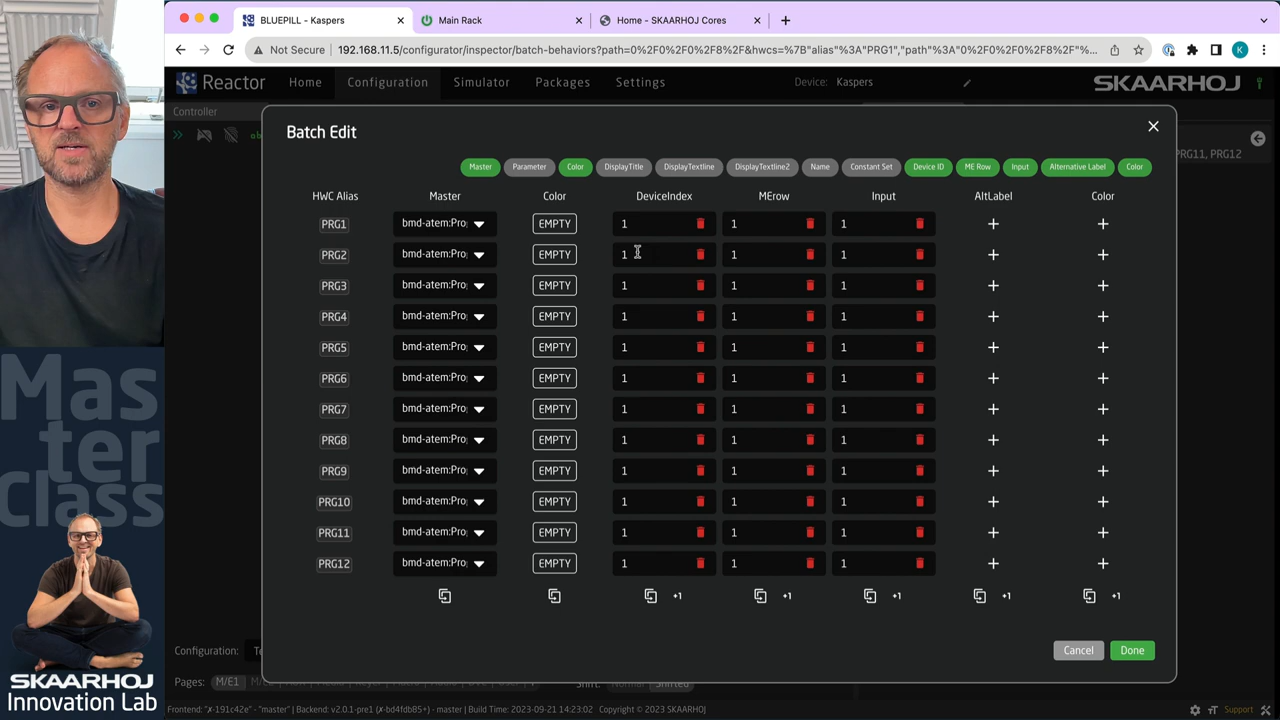 BLUEPILL - Kaspers
Main Rack
Home - SKAARHOJ Cores
Not Secure 192.168.11.5/configurator/inspector/batch-behaviors?path=0%2F0%2F0%2F8%2F&hwcs=%7B"alias"%3A"PRG1","path"%3A"0%2F0%2F0%2F8%2F"%...
K
Reactor Home Configuration Simulator Packages Settings Device: Kaspers SKAARHOJ
Controller
Batch Edit
PRG11, PRG12
Master Parameter Color DisplayTitle DisplayTextline DisplayTextline2 Name Constant Set Device ID ME Row Input Alternative Label Color
HWC Alias Master Color DeviceIndex MErow Input AltLabel Color
PRG1 bmd-atem:Pro EMPTY 1 1 1 + +
PRG2 bmd-atem:Pro EMPTY 1 1 1 + +
PRG3 bmd-atem:Pro EMPTY 1 1 1 + +
PRG4 bmd-atem:Pro EMPTY 1 1 1 + +
PRG5 bmd-atem:Pro EMPTY 1 1 1 + +
PRG6 bmd-atem:Pro EMPTY 1 1 1 + +
PRG7 bmd-atem:Pro EMPTY 1 1 1 + +
PRG8 bmd-atem:Pro EMPTY 1 1 1 + +
PRG9 bmd-atem:Pro EMPTY 1 1 1 + +
PRG10 bmd-atem:Pro EMPTY 1 1 1 + +
PRG11 bmd-atem:Pro EMPTY 1 1 1 + +
PRG12 bmd-atem:Pro EMPTY 1 1 1 + +
+1 +1 +1 +1 +1
Cancel Done
Configuration:
Pages: M/E1 Shift: Normal Shifted
Frontend: "✗-191c42e" - "master" | Backend: v2.0.1-pre1 (✗-bd4fdb85+) - master | Build Time: 2023-09-21 14:23:02 Copyright © 2023 SKAARHOJ
Support
Mas
ter
Class
SKAARHOJ
Innovation Lab